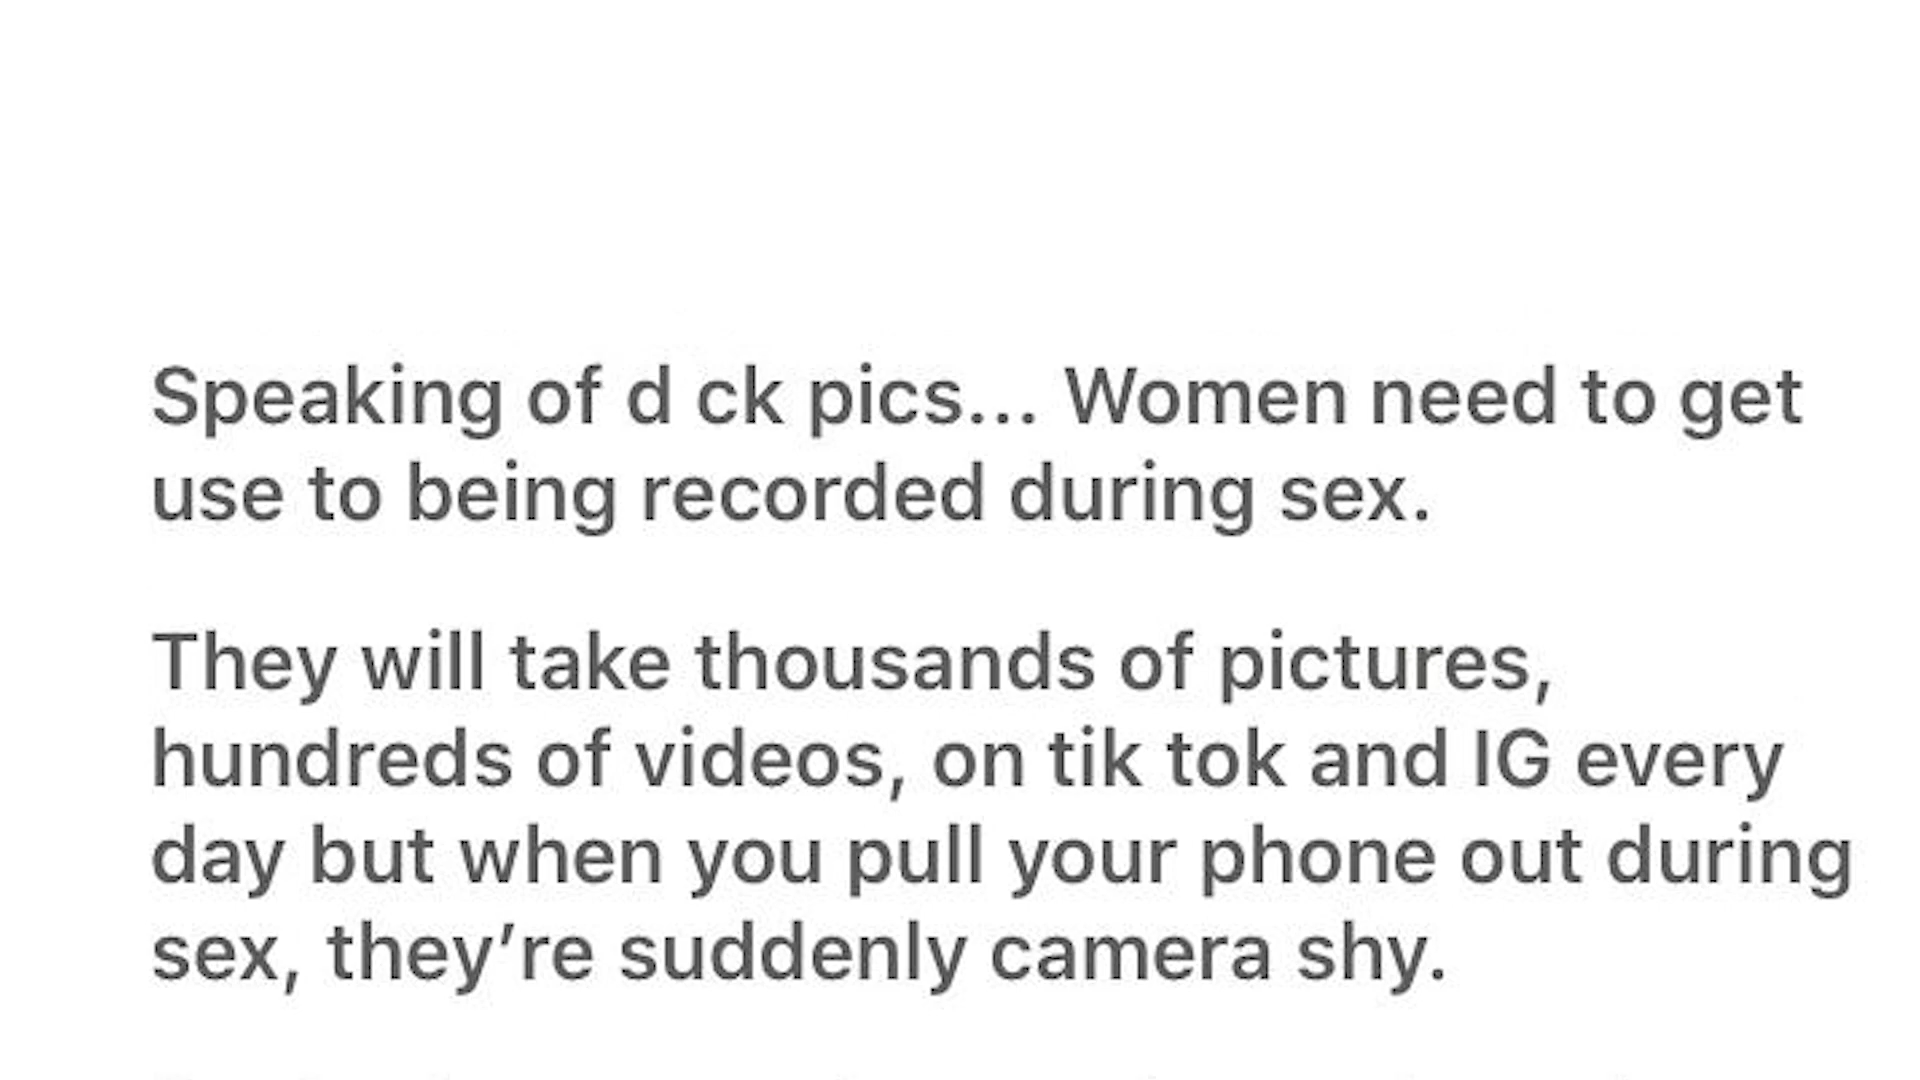 Speaking of d ck pics... Women need to get
use to being recorded during sex.
They will take thousands of pictures,
hundreds of videos, on tik tok and IG every
day but when you pull your phone out during
sex, they’re suddenly camera shy.